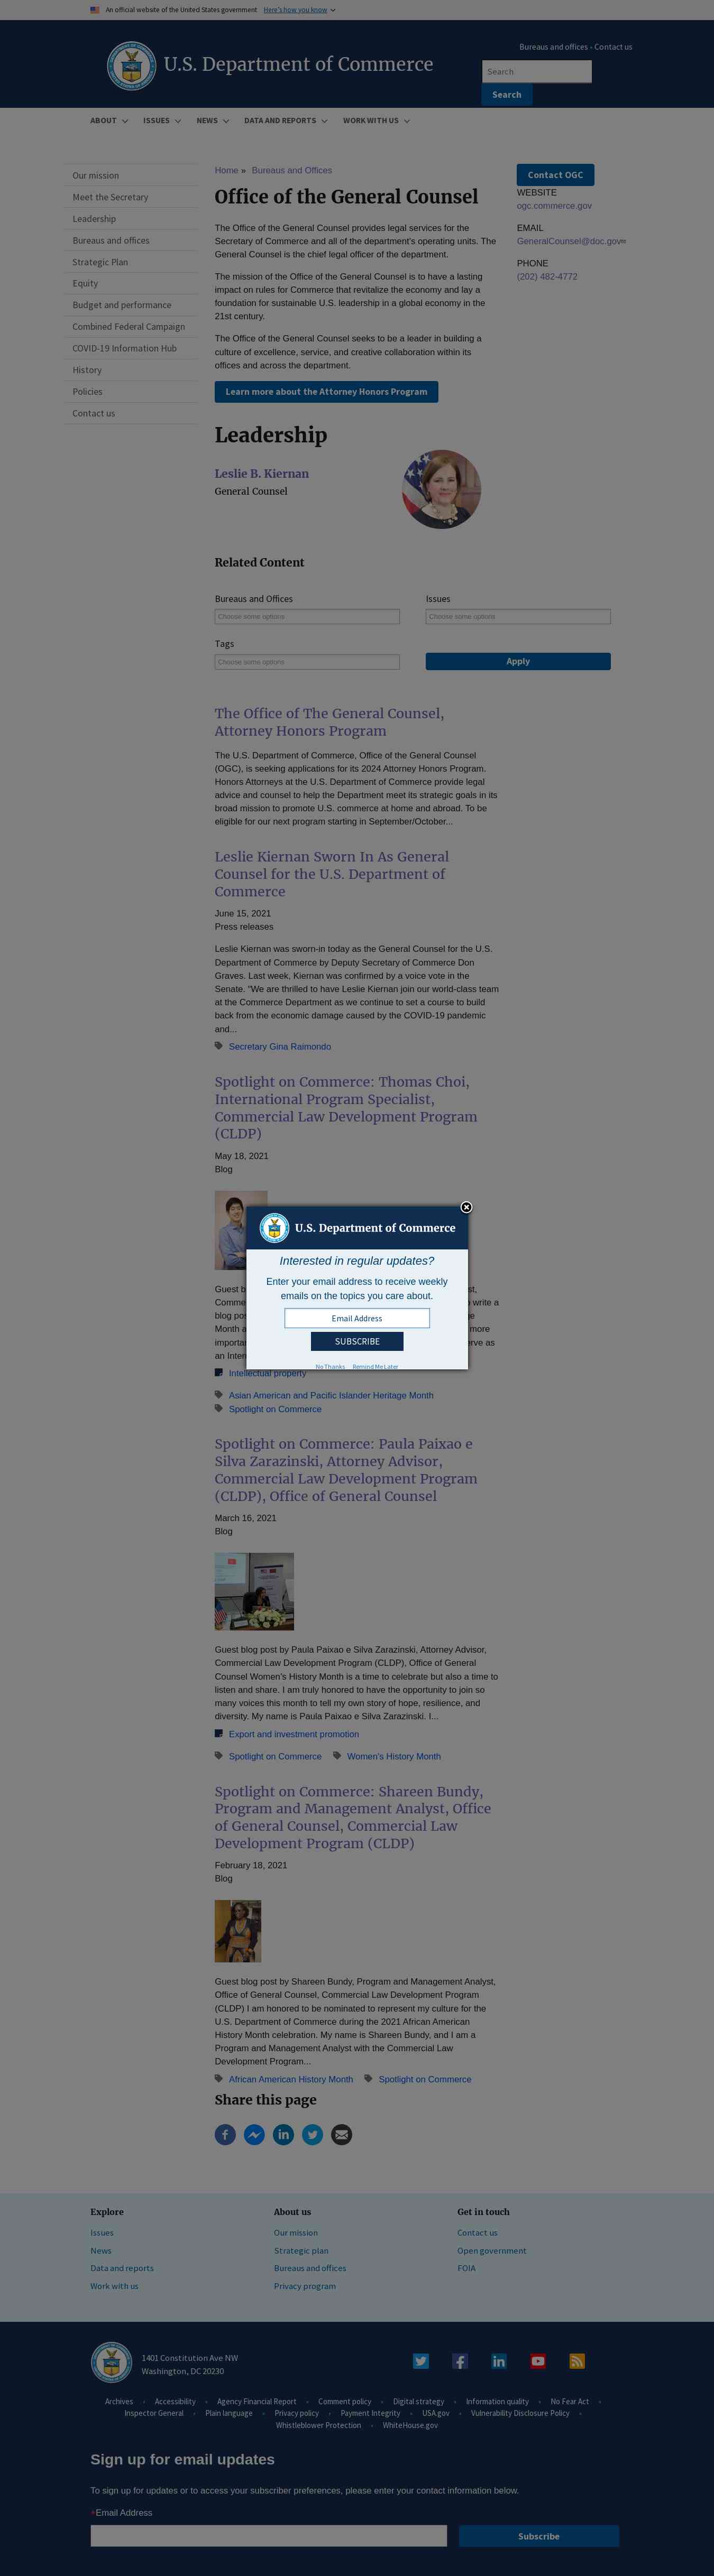 An official website of the United States government Here's how you know
Bureaus and offices - Contact us
U.S. Department of Commerce
Search
Search
ABOUT ISSUES NEWS DATA AND REPORTS WORK WITH US
Our mission
Meet the Secretary
Leadership
Bureaus and offices
Strategic Plan
Equity
Budget and performance
Combined Federal Campaign
COVID-19 Information Hub
History
Policies
Contact us
Home » Bureaus and Offices
Office of the General Counsel
The Office of the General Counsel provides legal services for the
Secretary of Commerce and all of the department's operating units. The
General Counsel is the chief legal officer of the department.
The mission of the Office of the General Counsel is to have a lasting
impact on rules for Commerce that revitalize the economy and lay a
foundation for sustainable U.S. leadership in a global economy in the
21st century.
The Office of the General Counsel seeks to be a leader in building a
culture of excellence, service, and creative collaboration within its
offices and across the department.
Learn more about the Attorney Honors Program
Contact OGC
WEBSITE
ogc.commerce.gov
EMAIL
GeneralCounsel@doc.gov
PHONE
(202) 482-4772
Leadership
Leslie B. Kiernan
General Counsel
Related Content
Bureaus and Offices Issues
Choose some options Choose some options
Tags
Choose some options Apply
The Office of The General Counsel,
Attorney Honors Program
The U.S. Department of Commerce, Office of the General Counsel
(OGC), is seeking applications for its 2024 Attorney Honors Program.
Honors Attorneys at the U.S. Department of Commerce provide legal
advice and counsel to help the Department meet its strategic goals in its
broad mission to promote U.S. commerce at home and abroad. To be
eligible for our next program starting in September/October...
Leslie Kiernan Sworn In As General
Counsel for the U.S. Department of
Commerce
June 15, 2021
Press releases
Leslie Kiernan was sworn-in today as the General Counsel for the U.S.
Department of Commerce by Deputy Secretary of Commerce Don
Graves. Last week, Kiernan was confirmed by a voice vote in the
Senate. "We are thrilled to have Leslie Kiernan join our world-class team
at the Commerce Department as we continue to set a course to build
back from the economic damage caused by the COVID-19 pandemic
and...
Secretary Gina Raimondo
Spotlight on Commerce: Thomas Choi,
International Program Specialist,
Commercial Law Development Program
(CLDP)
May 18, 2021
Blog
U.S. Department of Commerce
Interested in regular updates?
Enter your email address to receive weekly
emails on the topics you care about.
Email Address
SUBSCRIBE
No Thanks Remind Me Later
Guest b
Comme
blog pos to write a
Month a
importan more
an Inten erve as
Intellectual property
Asian American and Pacific Islander Heritage Month
Spotlight on Commerce
Spotlight on Commerce: Paula Paixao e
Silva Zarazinski, Attorney Advisor,
Commercial Law Development Program
(CLDP), Office of General Counsel
March 16, 2021
Blog
Guest blog post by Paula Paixao e Silva Zarazinski, Attorney Advisor,
Commercial Law Development Program (CLDP), Office of General
Counsel Women's History Month is a time to celebrate but also a time to
listen and share. I am truly honored to have the opportunity to join so
many voices this month to tell my own story of hope, resilience, and
diversity. My name is Paula Paixao e Silva Zarazinski. I...
Export and investment promotion
Spotlight on Commerce Women's History Month
Spotlight on Commerce: Shareen Bundy,
Program and Management Analyst, Office
of General Counsel, Commercial Law
Development Program (CLDP)
February 18, 2021
Blog
Guest blog post by Shareen Bundy, Program and Management Analyst,
Office of General Counsel, Commercial Law Development Program
(CLDP) I am honored to be nominated to represent my culture for the
U.S. Department of Commerce during the 2021 African American
History Month celebration. My name is Shareen Bundy, and I am a
Program and Management Analyst with the Commercial Law
Development Program...
African American History Month Spotlight on Commerce
Share this page
Explore About us Get in touch
Issues Our mission Contact us
News Strategic plan Open government
Data and reports Bureaus and offices FOIA
Work with us Privacy program
1401 Constitution Ave NW
Washington, DC 20230
Archives Accessibility Agency Financial Report Comment policy Digital strategy Information quality No Fear Act
Inspector General Plain language Privacy policy Payment Integrity USA.gov Vulnerability Disclosure Policy
Whistleblower Protection WhiteHouse.gov
Sign up for email updates
To sign up for updates or to access your subscriber preferences, please enter your contact information below.
*Email Address
Subscribe